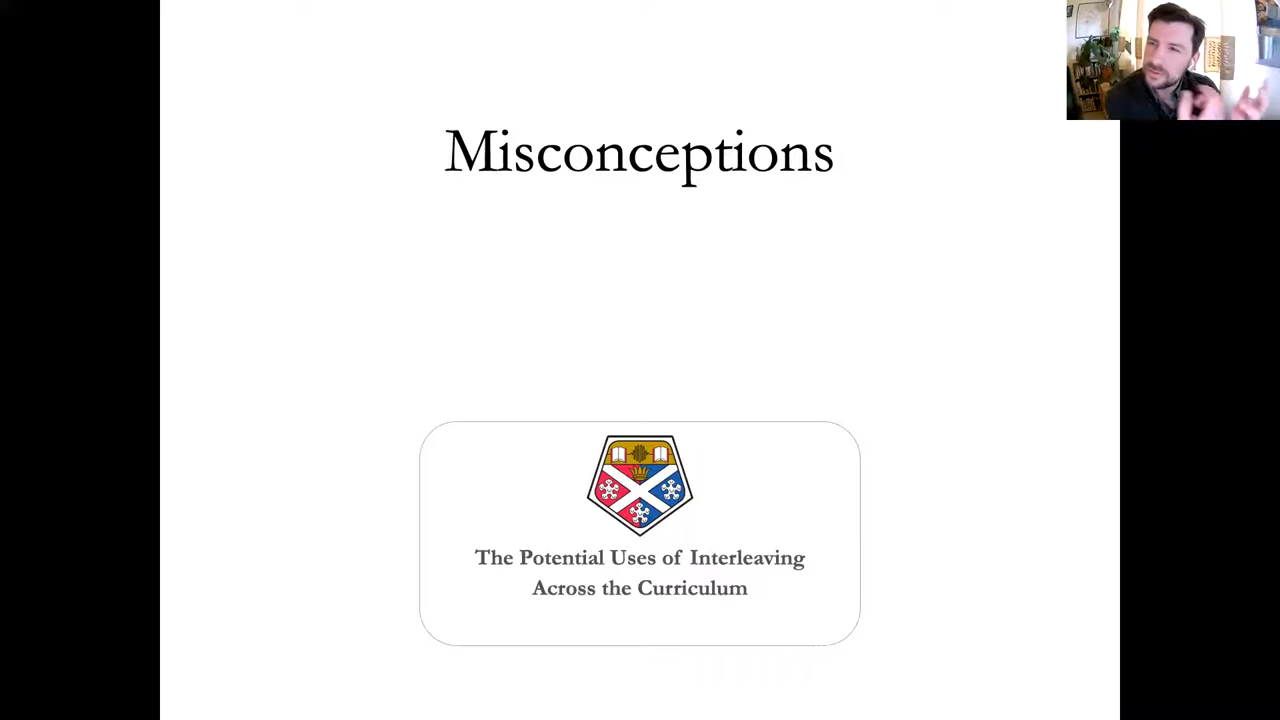 Misconceptions
The Potential Uses of Interleaving
Across the Curriculum